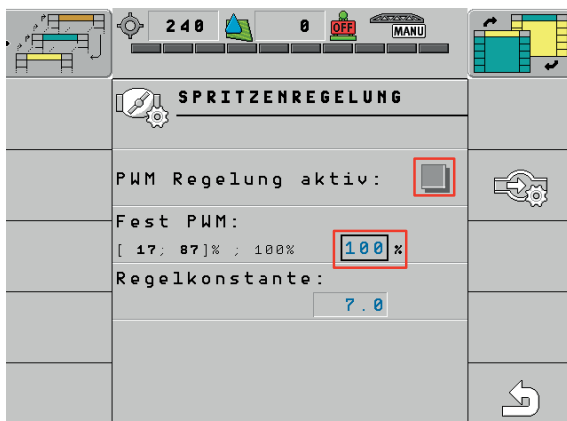 240 0 OFF MANU
SPRITZENREGELUNG
PWM Regelung aktiv:
Fest PWM:
[ 17; 87]% ; 100% 100 %
Regelkonstante:
7.0